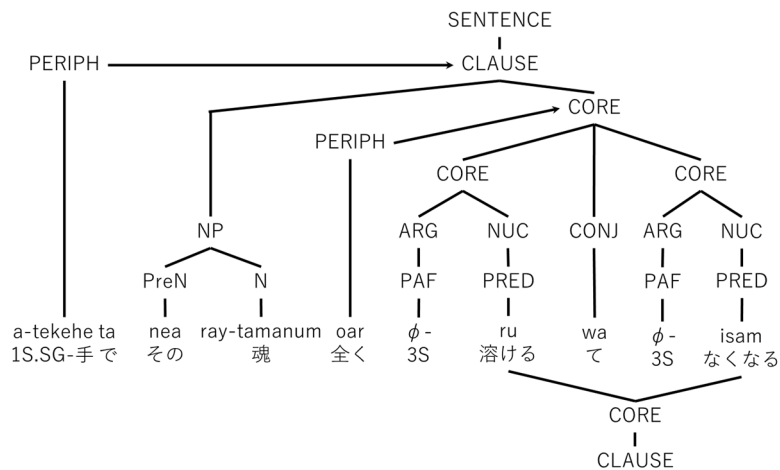 SENTENCE
PERIPH CLAUSE
CORE
PERIPH
CORE CORE
NP ARG NUC CONJ ARG NUC
PreN N PAF PRED PAF PRED
a-tekehe ta nea ray-tamanum oar ϕ- ru wa ϕ- isam
1S.SG-手 で その 魂 全く 3S 溶ける て 3S なくなる
CORE
CLAUSE